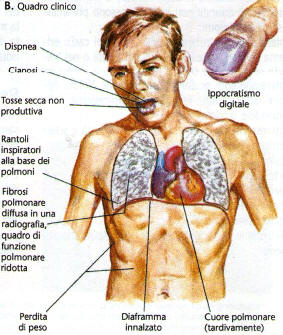 B. Quadro clinico
Dispnea
Cianosi
Tosse secca non
produttiva
Ippocratismo
digitale
Rantoli
inspiratori
alla base dei
polmoni
Fibrosi
polmonare
diffusa in una
radiografia,
quadro di
funzione
polmonare
ridotta
Perdita
di peso
Diaframma
innalzato
Cuore polmonare
(tardivamente)